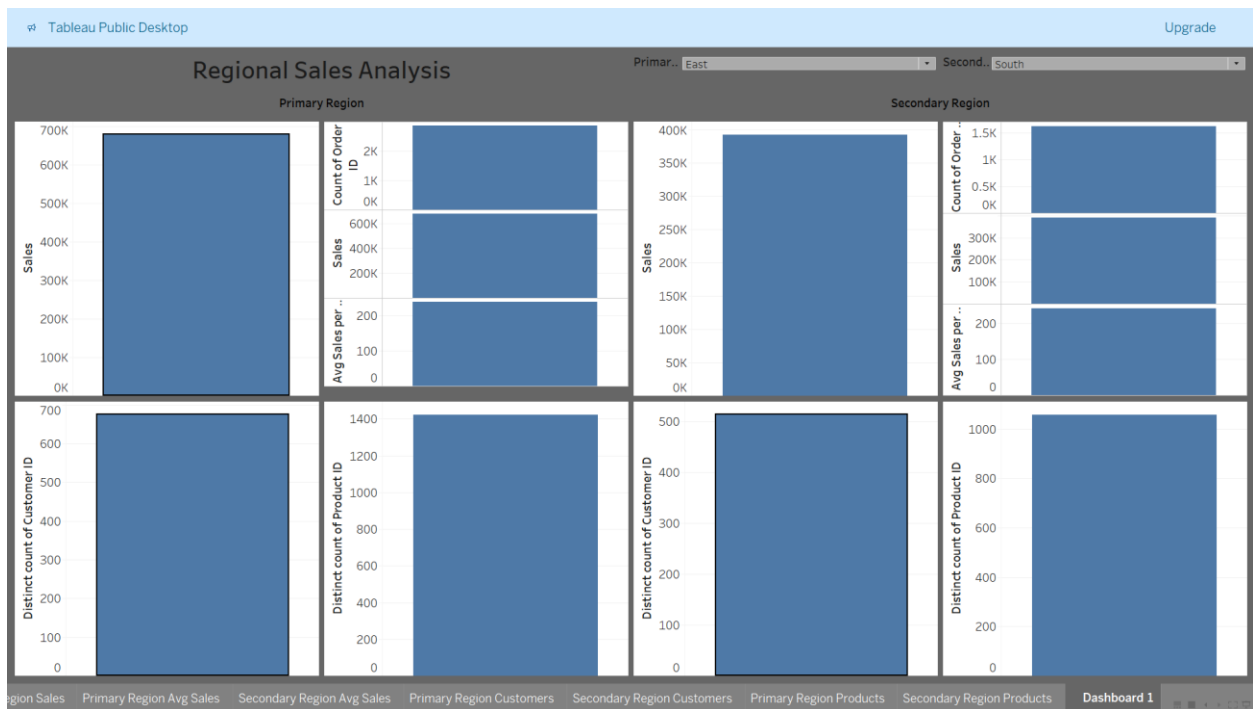 Tableau Public Desktop
Upgrade
Regional Sales Analysis
Primar..
East
Second..
South
Primary Region
Secondary Region
700K
600K
500K
400K
300K
200K
100K
0K
Sales
Count of Order
ID
2K
1K
0K
Sales
600K
400K
200K
Avg Sales per ..
200
100
0
400K
350K
300K
250K
200K
150K
100K
50K
0K
Sales
Count of Order ..
1.5K
1K
0.5K
0K
Sales
300K
200K
100K
Avg Sales per ..
200
100
0
700
600
500
400
300
200
100
0
Distinct count of Customer ID
1400
1200
1000
800
600
400
200
0
Distinct count of Product ID
500
400
300
200
100
0
Distinct count of Customer ID
1000
800
600
400
200
0
Distinct count of Product ID
egion Sales
Primary Region Avg Sales
Secondary Region Avg Sales
Primary Region Customers
Secondary Region Customers
Primary Region Products
Secondary Region Products
Dashboard 1